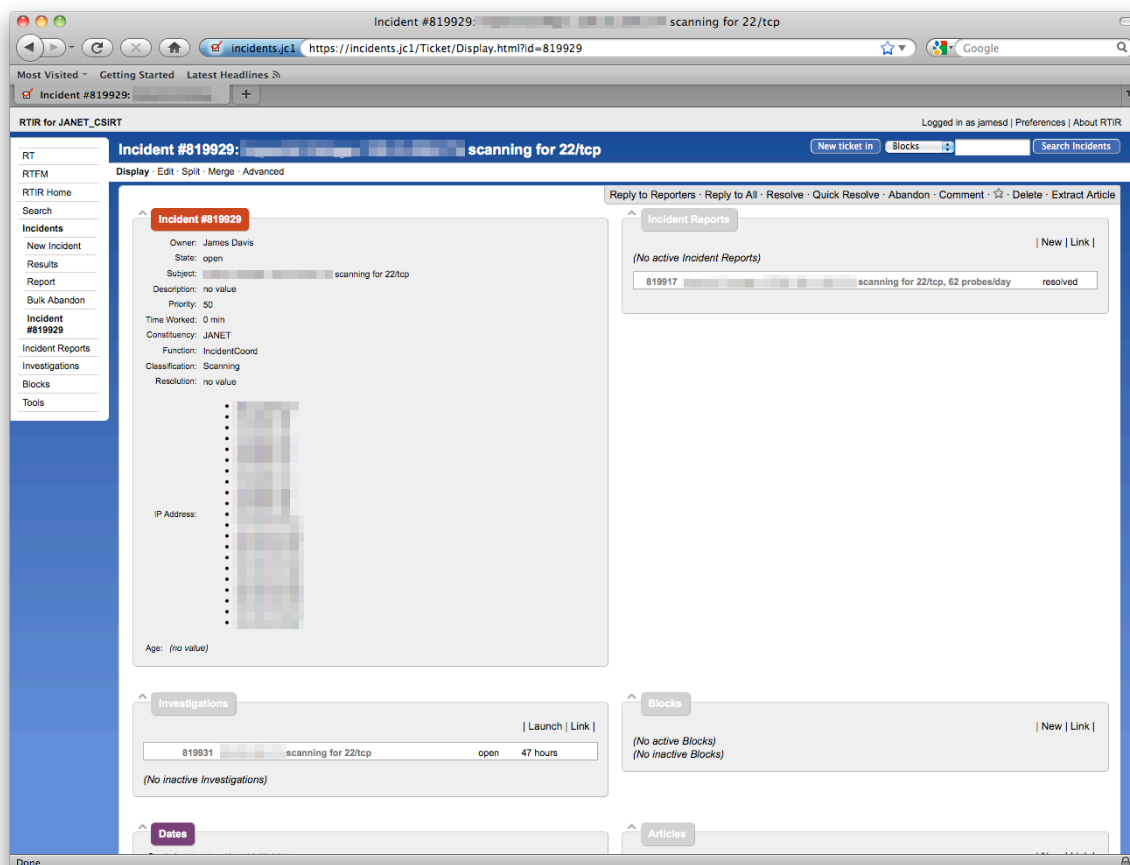 Incident #819929: scanning for 22/tcp
incidents.jc1 https://incidents.jc1/Ticket/Display.html?id=819829
Google
Most Visited Getting Started Latest Headlines
Incident #819929:
+
RTIR for JANET_CSIRT
Logged in as jamesd | Preferences | About RTIR
Incident #819929: scanning for 22/tcp
New ticket in Blocks Search Incidents
Display · Edit · Split · Merge · Advanced
Reply to Reporters · Reply to All · Resolve · Quick Resolve · Abandon · Comment · Delete · Extract Article
RT
RTFM
RTIR Home
Search
Incidents
New Incident
Results
Report
Bulk Abandon
Incident
#819929
Incident Reports
Investigations
Blocks
Tools
Incident #819929
Owner: James Davis
State: open
Subject: scanning for 22/tcp
Description: no value
Priority: 50
Time Worked: 0 min
Constituency: JANET
Function: IncidentCoord
Classification: Scanning
Resolution: no value
IP Address:
Age: (no value)
Incident Reports
| New | Link |
(No active Incident Reports)
819917 scanning for 22/tcp, 62 probes/day resolved
Investigations
| Launch | Link |
819931 scanning for 22/tcp open 47 hours
(No inactive Investigations)
Blocks
| New | Link |
(No active Blocks)
(No inactive Blocks)
Dates
Articles
Done